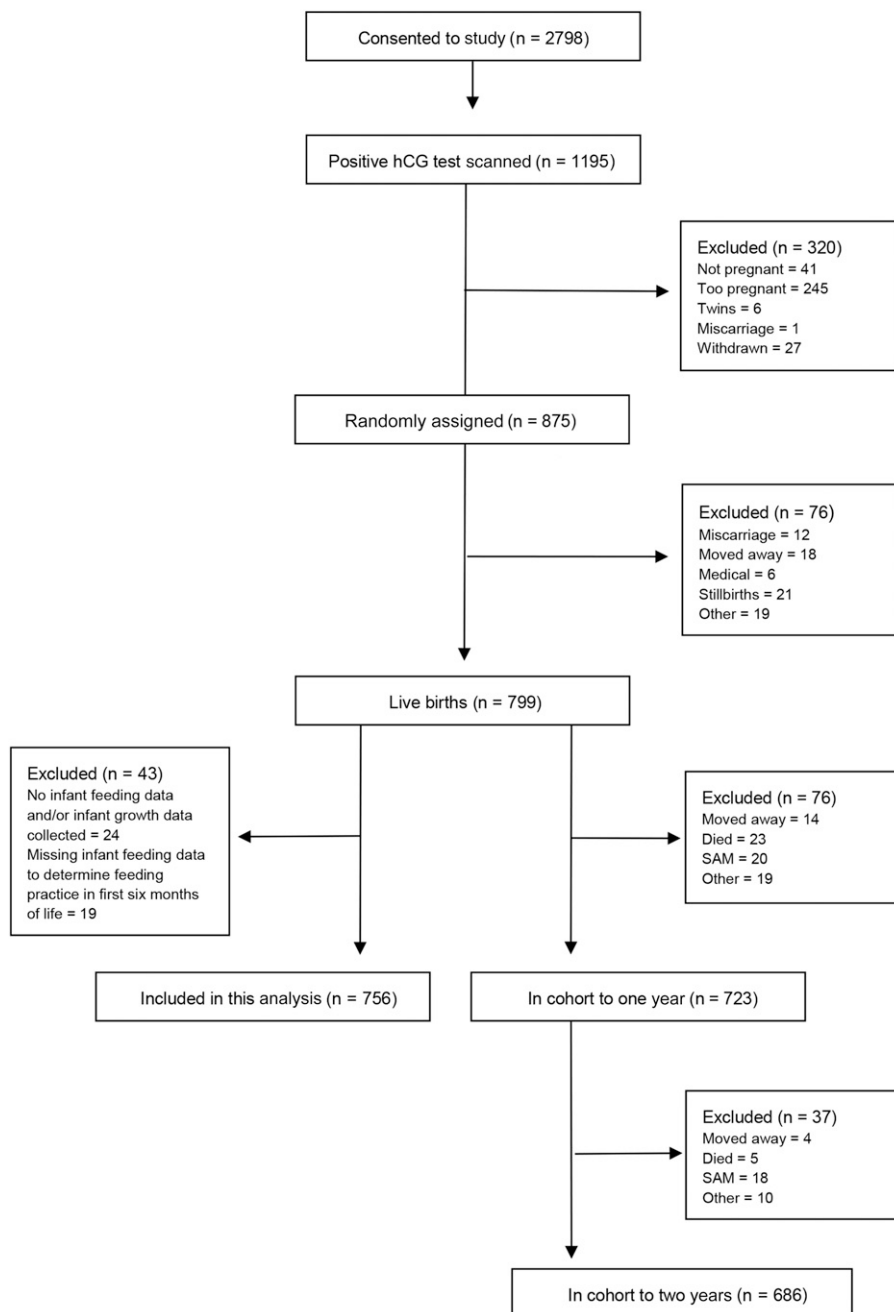 Consented to study (n = 2798)
Positive hCG test scanned (n = 1195)
Excluded (n = 320)
Not pregnant = 41
Too pregnant = 245
Twins = 6
Miscarriage = 1
Withdrawn = 27
Randomly assigned (n = 875)
Excluded (n = 76)
Miscarriage = 12
Moved away = 18
Medical = 6
Stillbirths = 21
Other = 19
Live births (n = 799)
Excluded (n = 43)
No infant feeding data
and/or infant growth data
collected = 24
Missing infant feeding data
to determine feeding
practice in first six months
of life = 19
Excluded (n = 76)
Moved away = 14
Died = 23
SAM = 20
Other = 19
Included in this analysis (n = 756)
In cohort to one year (n = 723)
Excluded (n = 37)
Moved away = 4
Died = 5
SAM = 18
Other = 10
In cohort to two years (n = 686)